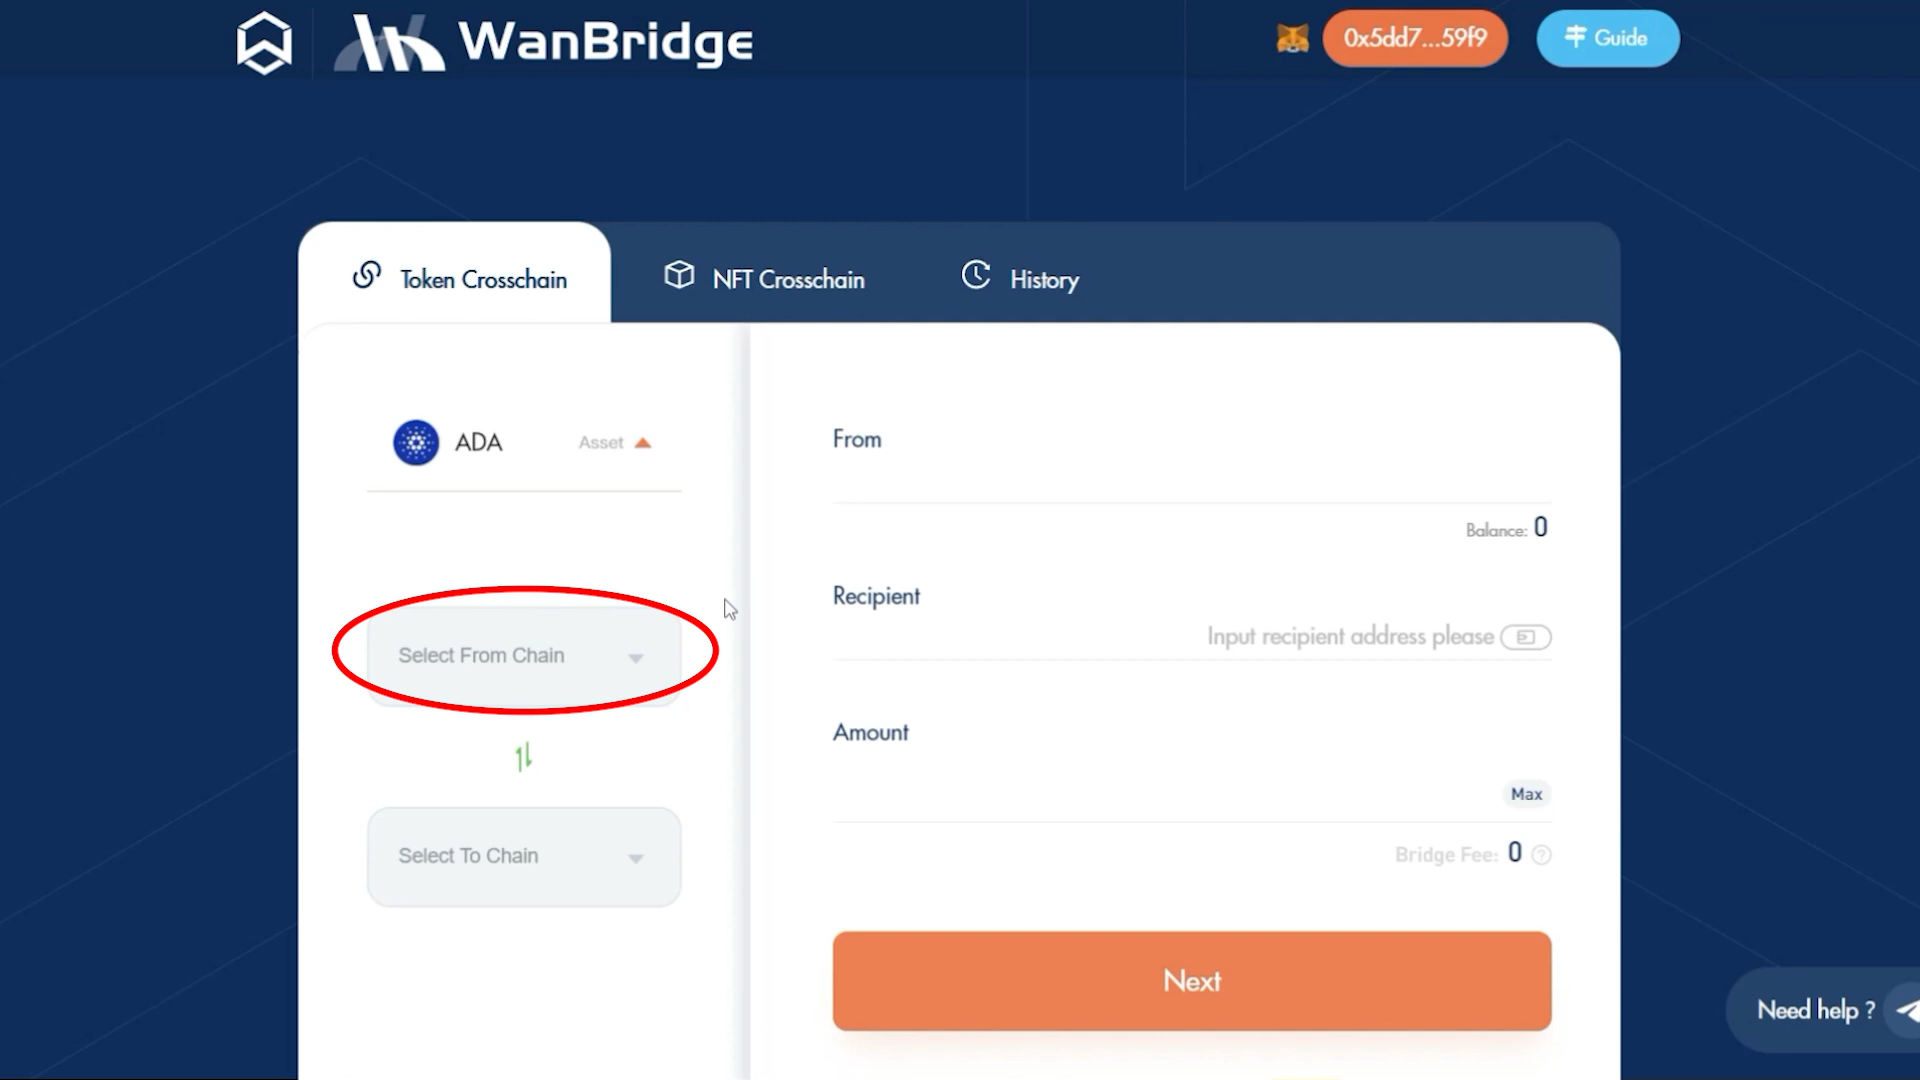 WanBridge
0x5dd7...59f9
Guide
Token Crosschain
NFT Crosschain
History
ADA
Asset
Select From Chain
Select To Chain
From
Balance: 0
Recipient
Input recipient address please
Amount
Max
Bridge Fee: 0 ?
Next
Need help ?